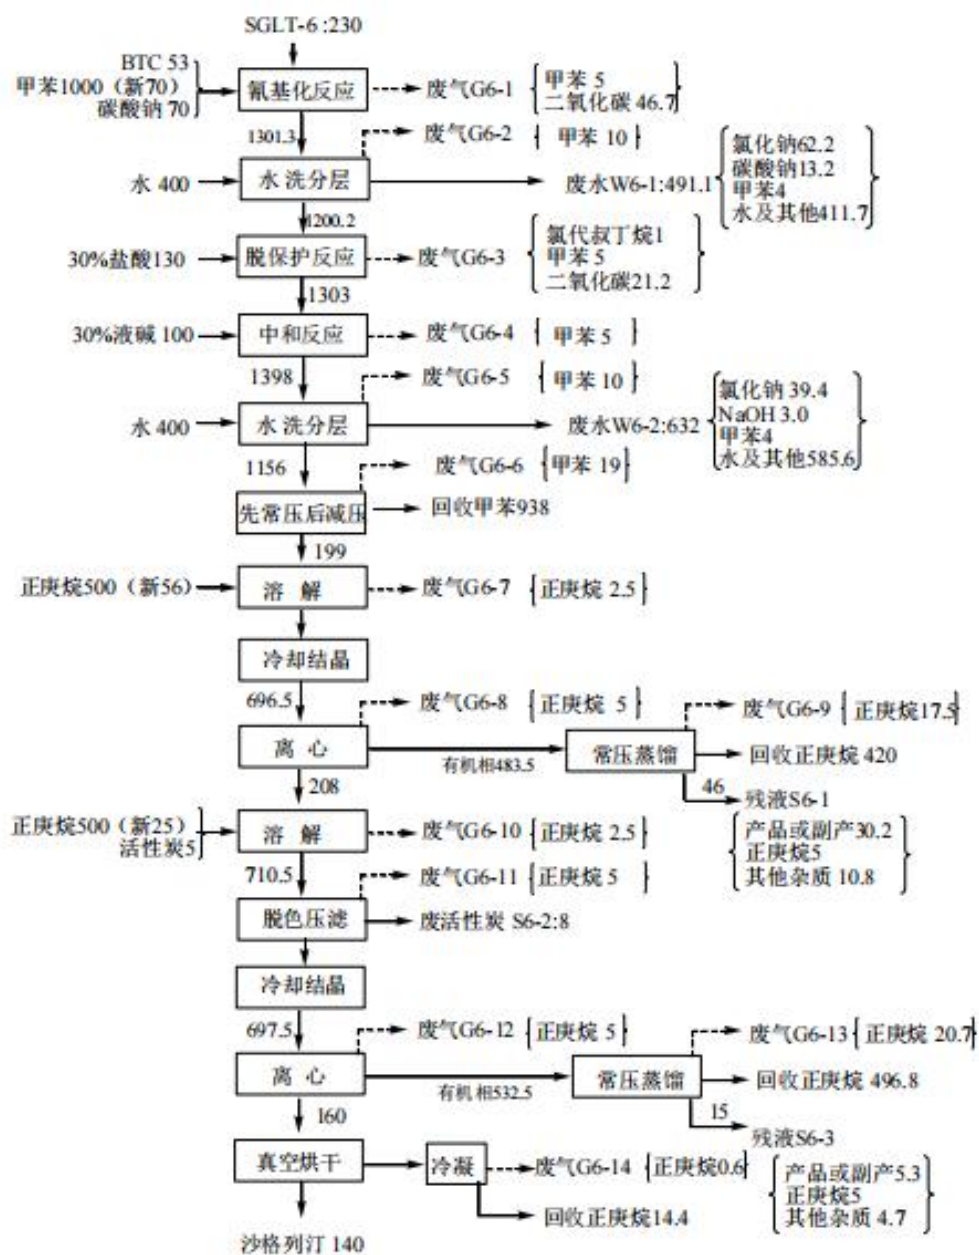 SGLT-6 :230
BTC 53
甲苯1000（新70）
碳酸钠 70
氰基化反应
废气G6-1
甲苯 5
二氧化碳 46.7
1301.3
废气G6-2
甲苯 10
水 400
水 洗分层
废水W6-1:491.1
氯化钠62.2
碳酸钠13.2
甲苯4
水及其他411.7
1200.2
30%盐酸130
脱保护反应
废气G6-3
氯代叔丁烷1
甲苯 5
二氧化碳21.2
1303
30%液碱 100
中和反应
废气G6-4
甲苯 5
1398
废气G6-5
甲苯 10
水 400
水 洗分层
废水W6-2:632
氯化钠 39.4
NaOH 3.0
甲苯4
水及其他585.6
1156
废气G6-6
甲苯 19
先常压后减压
回收甲苯938
199
正庚烷500（新56）
溶 解
废气G6-7
正庚烷 2.5
冷却结晶
696.5
废气G6-8
正庚烷 5
废气G6-9
正庚烷17.5
离 心
有机相483.5
常压蒸馏
回收正庚烷 420
208
46
残液S6-1
产品或副产30.2
正庚烷5
其他杂质 10.8
正庚烷500（新25）
活性炭5
溶 解
废气G6-10
正庚烷 2.5
710.5
废气G6-11
正庚烷 5
脱色压滤
废活性炭 S6-2:8
冷却结晶
697.5
废气G6-12
正庚烷 5
废气G6-13
正庚烷 20.7
离 心
有机相532.5
常压蒸馏
回收正庚烷 496.8
160
15
残液S6-3
产品或副产5.3
正庚烷5
其他杂质 4.7
真空烘干
冷凝
废气G6-14
正庚烷0.6
回收正庚烷14.4
沙格列汀 140